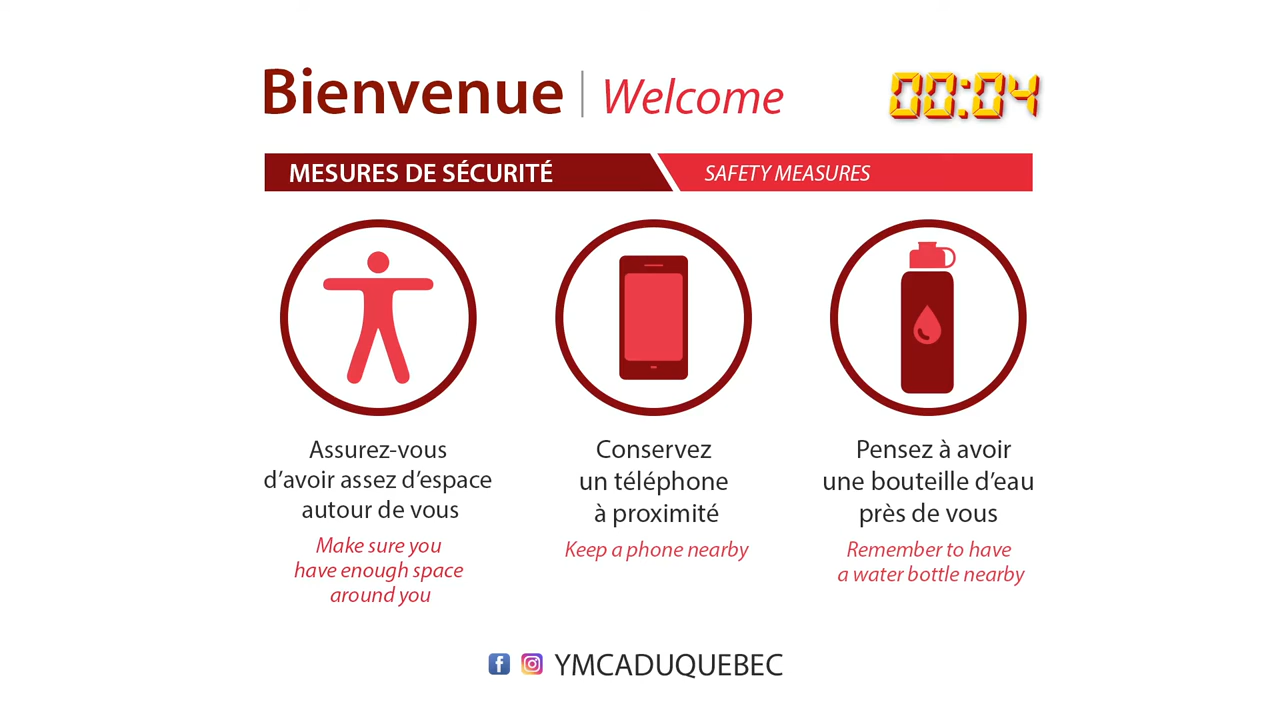 Bienvenue | Welcome
00:04
MESURES DE SÉCURITÉ
SAFETY MEASURES
Assurez-vous
d'avoir assez d'espace
autour de vous
Make sure you
have enough space
around you
Conservez
un téléphone
à proximité
Keep a phone nearby
Pensez à avoir
une bouteille d'eau
près de vous
Remember to have
a water bottle nearby
YMCADUQUEBEC